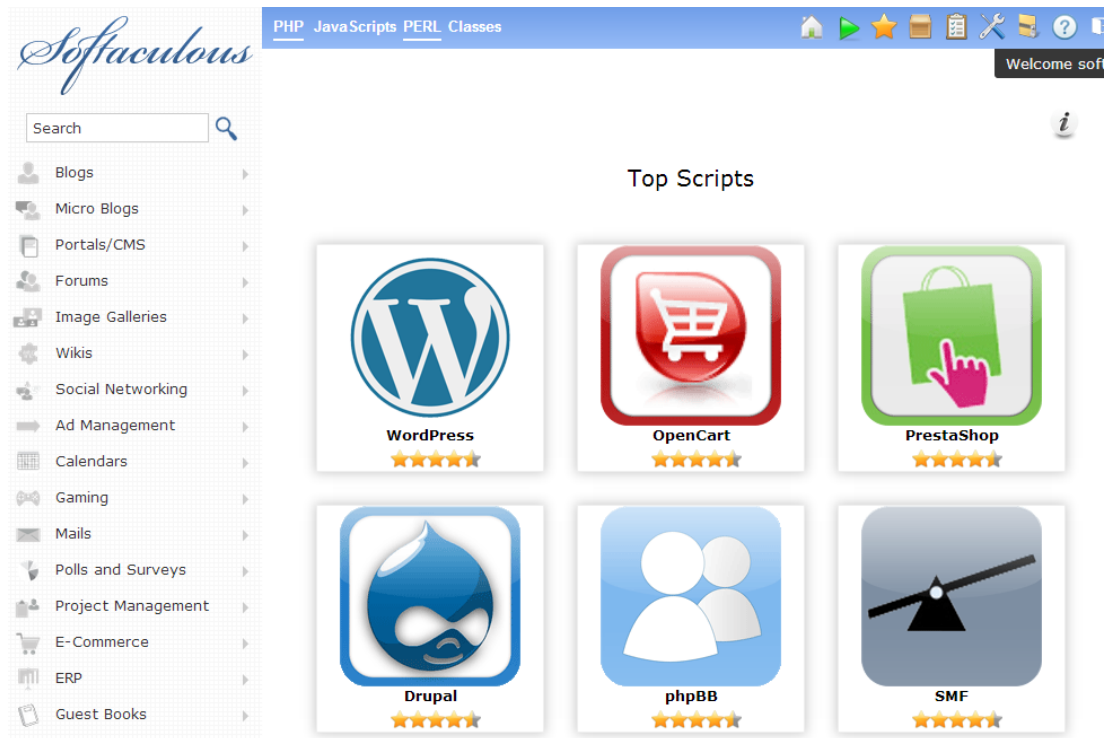 Softaculous
PHP JavaScripts PERL Classes
Welcome soft
Search
Blogs
Micro Blogs
Portals/CMS
Forums
Image Galleries
Wikis
Social Networking
Ad Management
Calendars
Gaming
Mails
Polls and Surveys
Project Management
E-Commerce
ERP
Guest Books
Top Scripts
WordPress
OpenCart
PrestaShop
Drupal
phpBB
SMF